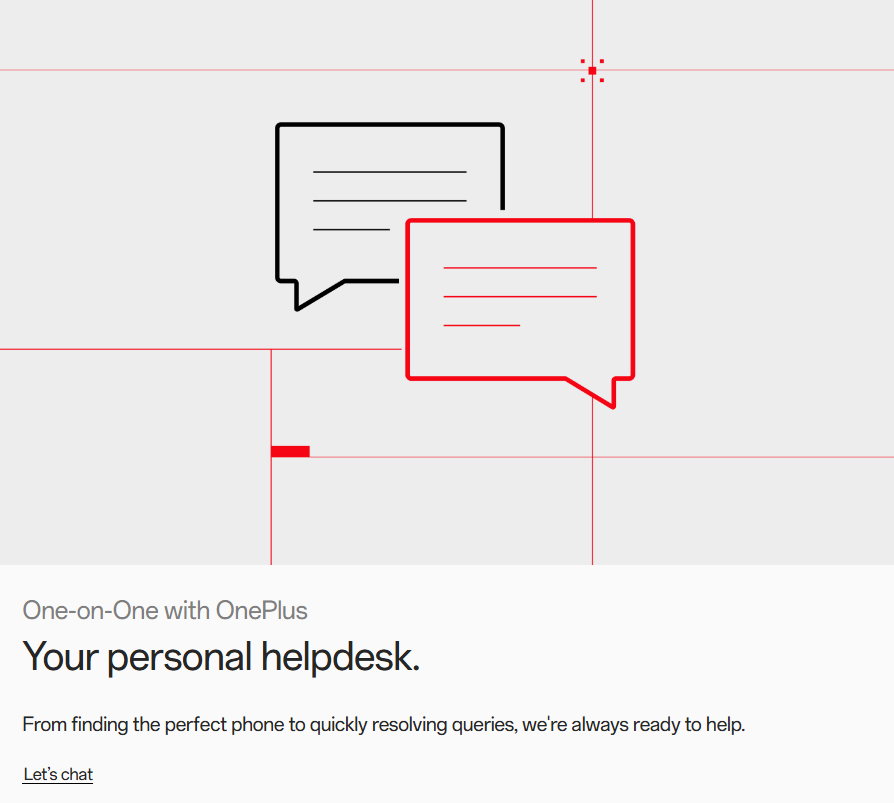 One-on-One with OnePlus
Your personal helpdesk.
From finding the perfect phone to quickly resolving queries, we're always ready to help.
Let’s chat